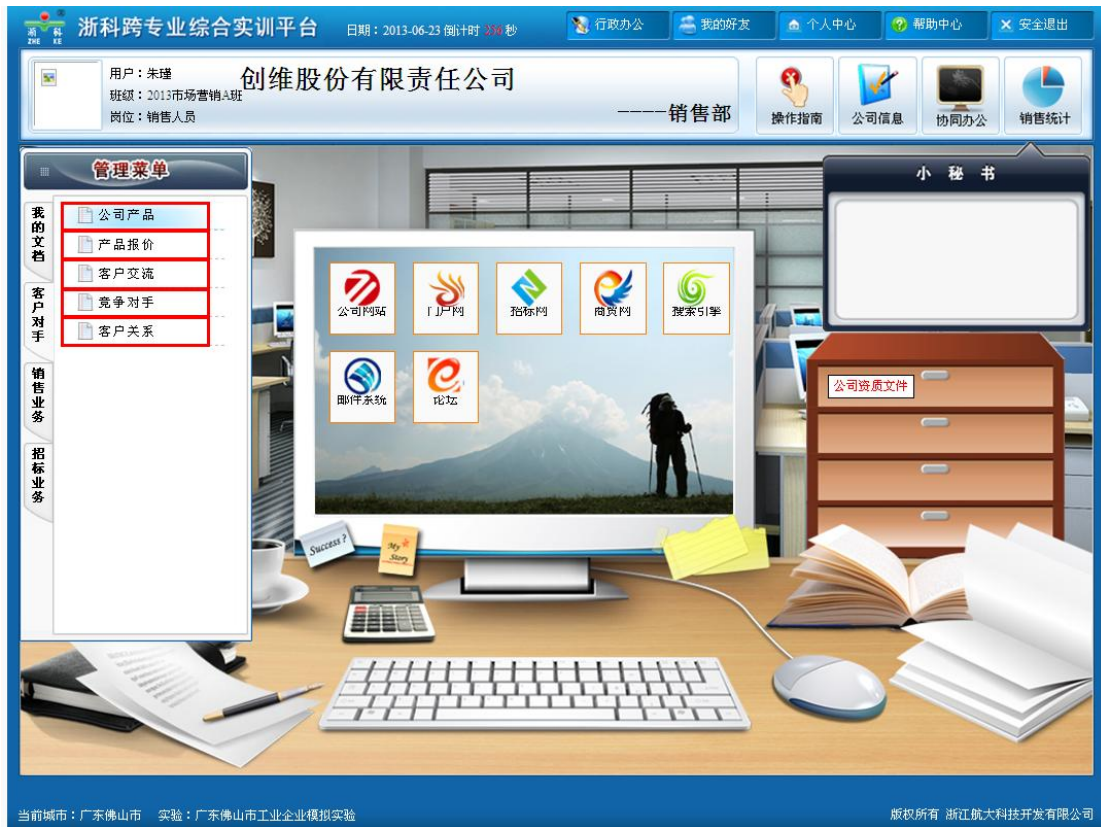 浙科 ZHE KE
浙科跨专业综合实训平台
日期：2013-06-23 倒计时 234 秒
行政办公
我的好友
个人中心
帮助中心
安全退出
用户：朱瑾
班级：2013市场营销A班
岗位：销售人员
创维股份有限责任公司
----销售部
操作指南
公司信息
协同办公
销售统计
管理菜单
我的文档
客户对手
销售业务
招标业务
公司产品
产品报价
客户交流
竞争对手
客户关系
公司网站
门户网
招标网
商贸网
搜索引擎
邮件系统
论坛
小 秘 书
公司资质文件
Success ?
My
Story
当前城市：广东佛山市 实验：广东佛山市工业企业模拟实验
版权所有 浙江航大科技开发有限公司